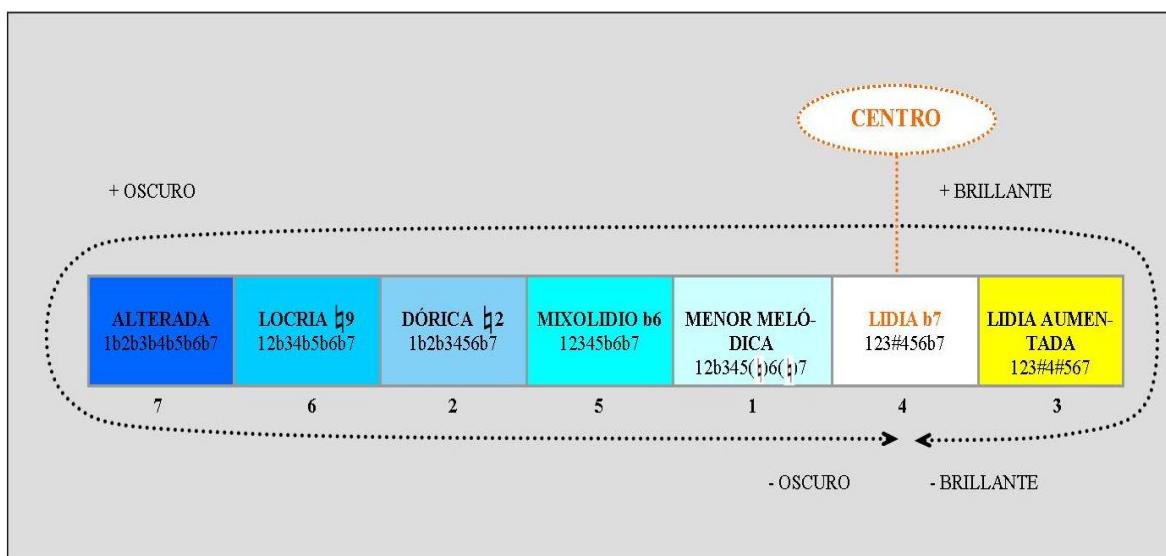 CENTRO
+ OSCURO
+ BRILLANTE
ALTERADA
1b2b3b4b5b6b7
LOCRIA ♮9
12b34b5b6b7
DÓRICA ♮2
1b2b3456b7
MIXOLIDIO b6
12345b6b7
MENOR MELÓ-
DICA
12b345(♮)6(♮)7
LIDIA b7
123#456b7
LIDIA AUMEN-
TADA
123#4#567
7
6
2
5
1
4
3
- OSCURO
- BRILLANTE